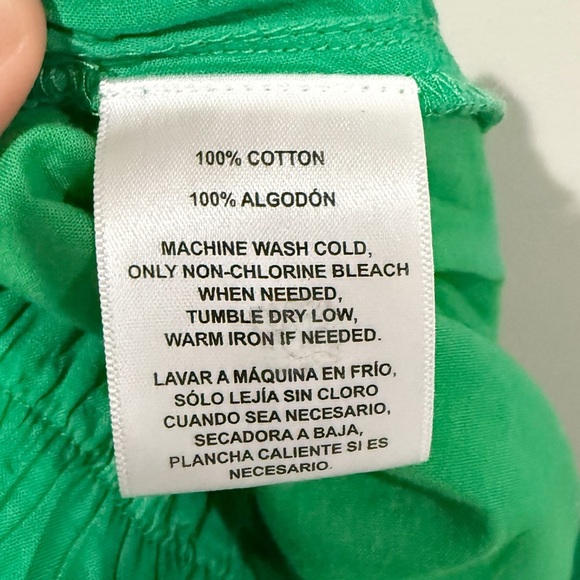 100% COTTON
100% ALGODÓN
MACHINE WASH COLD,
ONLY NON-CHLORINE BLEACH
WHEN NEEDED,
TUMBLE DRY LOW,
WARM IRON IF NEEDED.
LAVAR A MÁQUINA EN FRÍO,
SÓLO LEJÍA SIN CLORO
CUANDO SEA NECESARIO,
SECADORA A BAJA,
PLANCHA CALIENTE SI ES
NECESARIO.